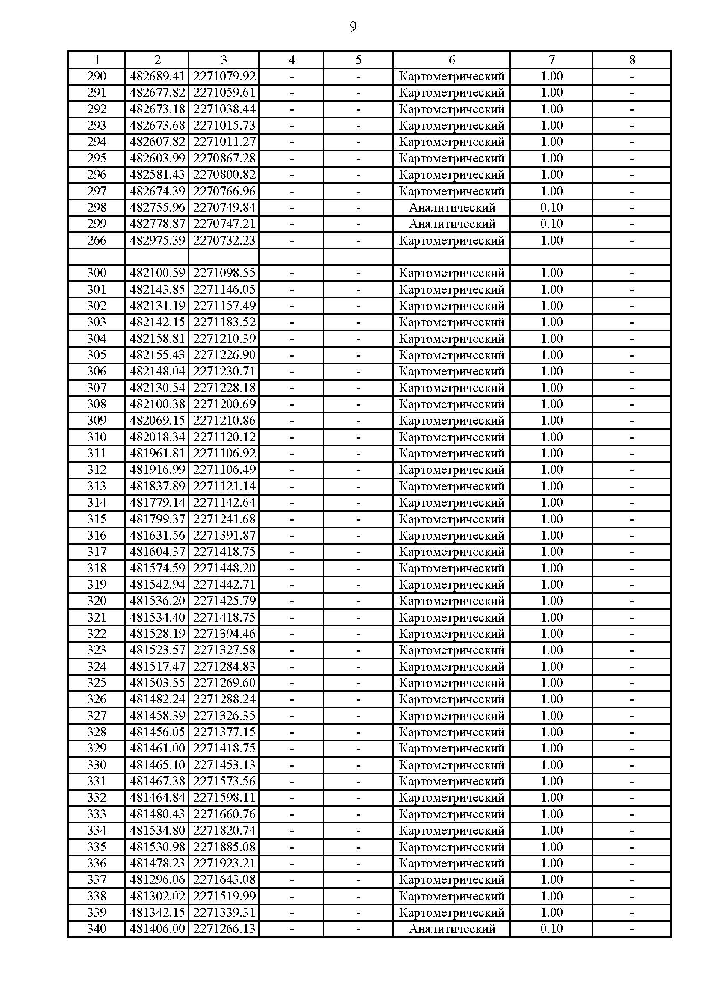 9
1 2 3 4 5 6 7 8
290 482689.41 2271079.92 - - Картометрический 1.00 -
291 482677.82 2271059.61 - - Картометрический 1.00 -
292 482673.18 2271038.44 - - Картометрический 1.00 -
293 482673.68 2271015.73 - - Картометрический 1.00 -
294 482607.82 2271011.27 - - Картометрический 1.00 -
295 482603.99 2270867.28 - - Картометрический 1.00 -
296 482581.43 2270800.82 - - Картометрический 1.00 -
297 482674.39 2270766.96 - - Картометрический 1.00 -
298 482755.96 2270749.84 - - Аналитический 0.10 -
299 482778.87 2270747.21 - - Аналитический 0.10 -
266 482975.39 2270732.23 - - Картометрический 1.00 -
300 482100.59 2271098.55 - - Картометрический 1.00 -
301 482143.85 2271146.05 - - Картометрический 1.00 -
302 482131.19 2271157.49 - - Картометрический 1.00 -
303 482142.15 2271183.52 - - Картометрический 1.00 -
304 482158.81 2271210.39 - - Картометрический 1.00 -
305 482155.43 2271226.90 - - Картометрический 1.00 -
306 482148.04 2271230.71 - - Картометрический 1.00 -
307 482130.54 2271228.18 - - Картометрический 1.00 -
308 482100.38 2271200.69 - - Картометрический 1.00 -
309 482069.15 2271210.86 - - Картометрический 1.00 -
310 482018.34 2271120.12 - - Картометрический 1.00 -
311 481961.81 2271106.92 - - Картометрический 1.00 -
312 481916.99 2271106.49 - - Картометрический 1.00 -
313 481837.89 2271121.14 - - Картометрический 1.00 -
314 481779.14 2271142.64 - - Картометрический 1.00 -
315 481799.37 2271241.68 - - Картометрический 1.00 -
316 481631.56 2271391.87 - - Картометрический 1.00 -
317 481604.37 2271418.75 - - Картометрический 1.00 -
318 481574.59 2271448.20 - - Картометрический 1.00 -
319 481542.94 2271442.71 - - Картометрический 1.00 -
320 481536.20 2271425.79 - - Картометрический 1.00 -
321 481534.40 2271418.75 - - Картометрический 1.00 -
322 481528.19 2271394.46 - - Картометрический 1.00 -
323 481523.57 2271327.58 - - Картометрический 1.00 -
324 481517.47 2271284.83 - - Картометрический 1.00 -
325 481503.55 2271269.60 - - Картометрический 1.00 -
326 481482.24 2271288.24 - - Картометрический 1.00 -
327 481458.39 2271326.35 - - Картометрический 1.00 -
328 481456.05 2271377.15 - - Картометрический 1.00 -
329 481461.00 2271418.75 - - Картометрический 1.00 -
330 481465.10 2271453.13 - - Картометрический 1.00 -
331 481467.38 2271573.56 - - Картометрический 1.00 -
332 481464.84 2271598.11 - - Картометрический 1.00 -
333 481480.43 2271660.76 - - Картометрический 1.00 -
334 481534.80 2271820.74 - - Картометрический 1.00 -
335 481530.98 2271885.08 - - Картометрический 1.00 -
336 481478.23 2271923.21 - - Картометрический 1.00 -
337 481296.06 2271643.08 - - Картометрический 1.00 -
338 481302.02 2271519.99 - - Картометрический 1.00 -
339 481342.15 2271339.31 - - Картометрический 1.00 -
340 481406.00 2271266.13 - - Аналитический 0.10 -